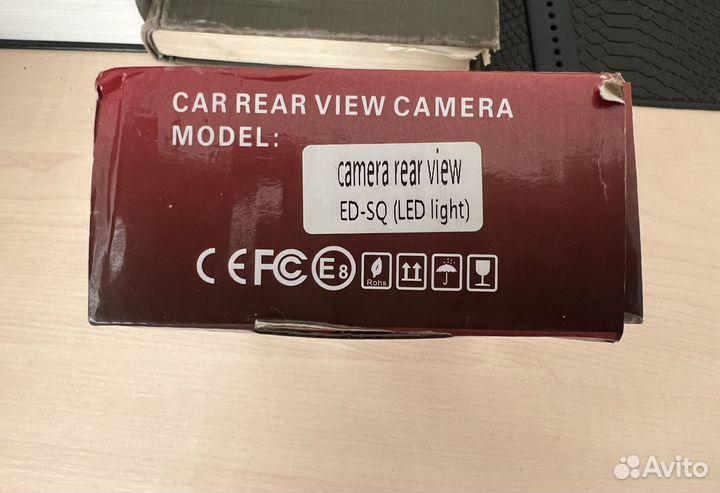 CAR REAR VIEW CAMERA
MODEL:
camera rear view
ED-SQ (LED light)
CE FC E8 Rohs
Avito